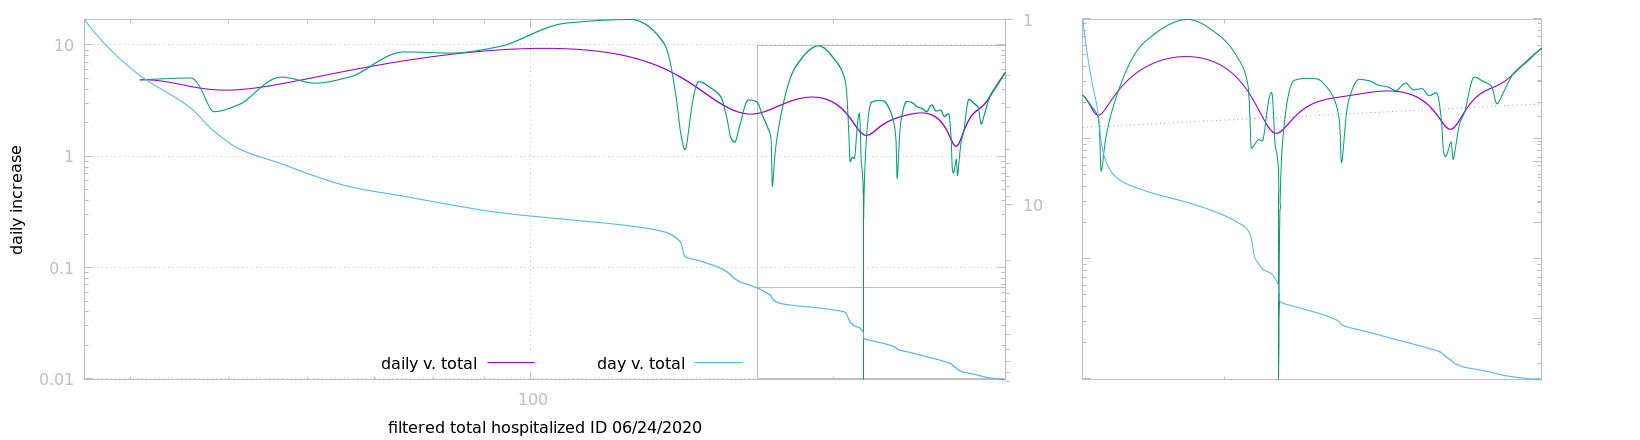 daily increase
10
1
0.1
0.01
100
1
10
daily v. total
day v. total
filtered total hospitalized ID 06/24/2020